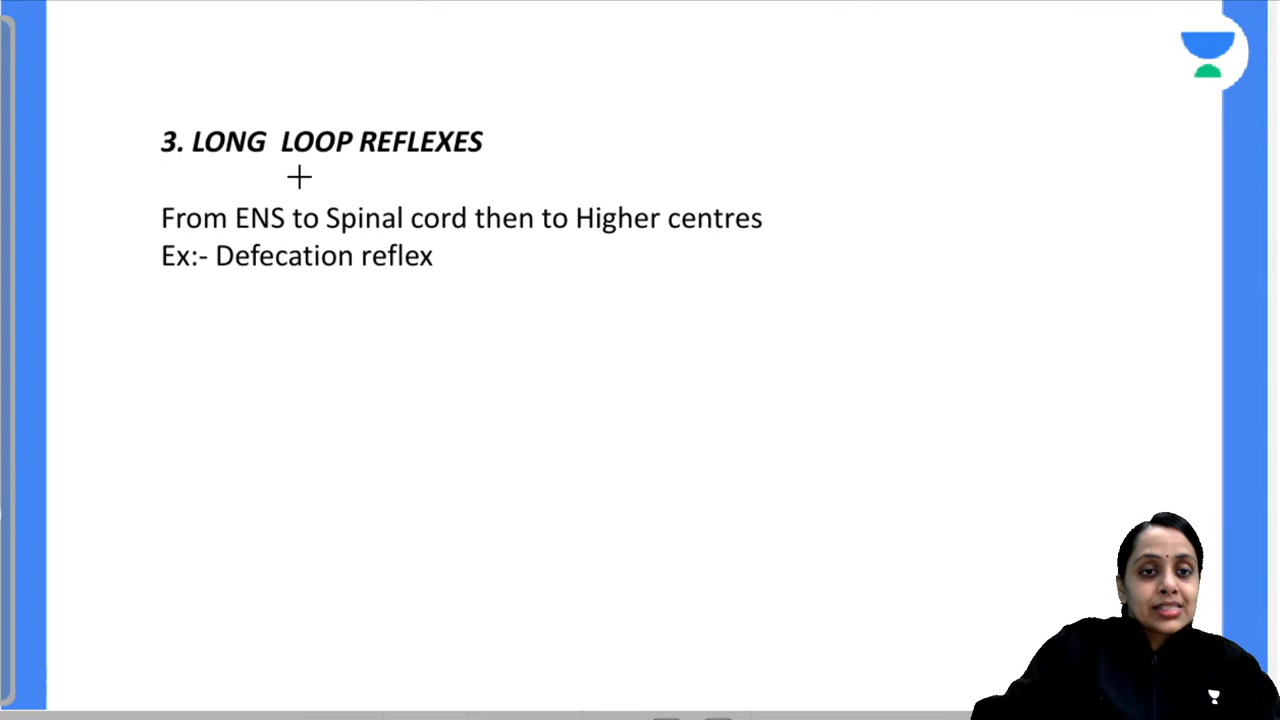 3. LONG LOOP REFLEXES
From ENS to Spinal cord then to Higher centres
Ex:- Defecation reflex